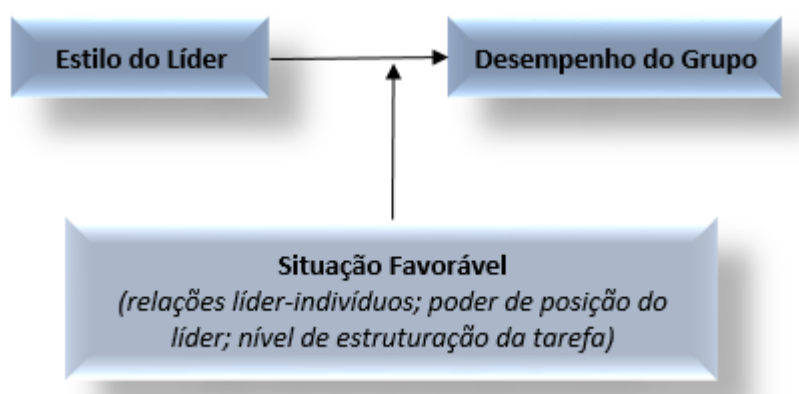 Estilo do Líder
Desempenho do Grupo
Situação Favorável
(relações líder-indivíduos; poder de posição do
líder; nível de estruturação da tarefa)